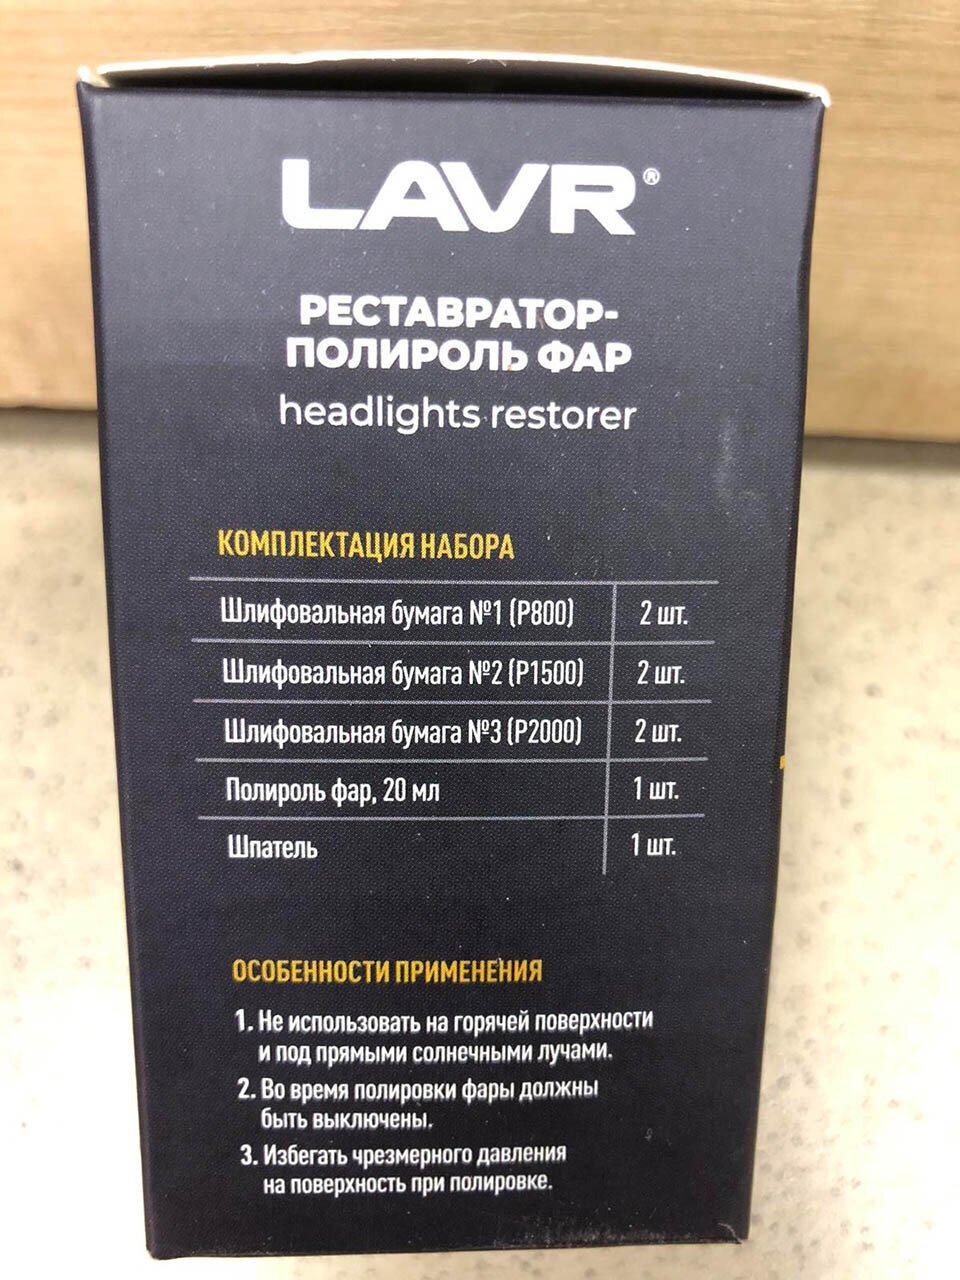 LAVR®
РЕСТАВРАТОР-
ПОЛИРОЛЬ ФАР
headlights restorer
КОМПЛЕКТАЦИЯ НАБОРА
Шлифовальная бумага №1 (P800) 2 шт.
Шлифовальная бумага №2 (P1500) 2 шт.
Шлифовальная бумага №3 (P2000) 2 шт.
Полироль фар, 20 мл 1 шт.
Шпатель 1 шт.
ОСОБЕННОСТИ ПРИМЕНЕНИЯ
1. Не использовать на горячей поверхности
и под прямыми солнечными лучами.
2. Во время полировки фары должны
быть выключены.
3. Избегать чрезмерного давления
на поверхность при полировке.